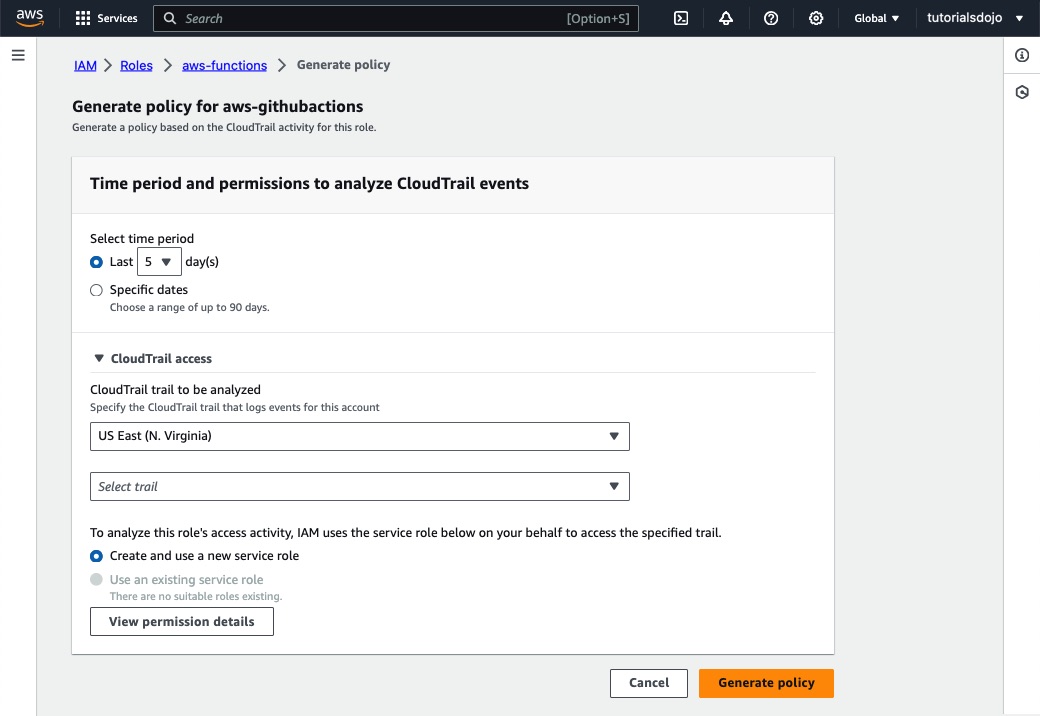 aws
Services
Search [Option+S]
Global
tutorialsdojo
IAM > Roles > aws-functions > Generate policy
Generate policy for aws-githubactions
Generate a policy based on the CloudTrail activity for this role.
Time period and permissions to analyze CloudTrail events
Select time period
Last 5 day(s)
Specific dates
Choose a range of up to 90 days.
CloudTrail access
CloudTrail trail to be analyzed
Specify the CloudTrail trail that logs events for this account
US East (N. Virginia)
Select trail
To analyze this role's access activity, IAM uses the service role below on your behalf to access the specified trail.
Create and use a new service role
Use an existing service role
There are no suitable roles existing.
View permission details
Cancel
Generate policy